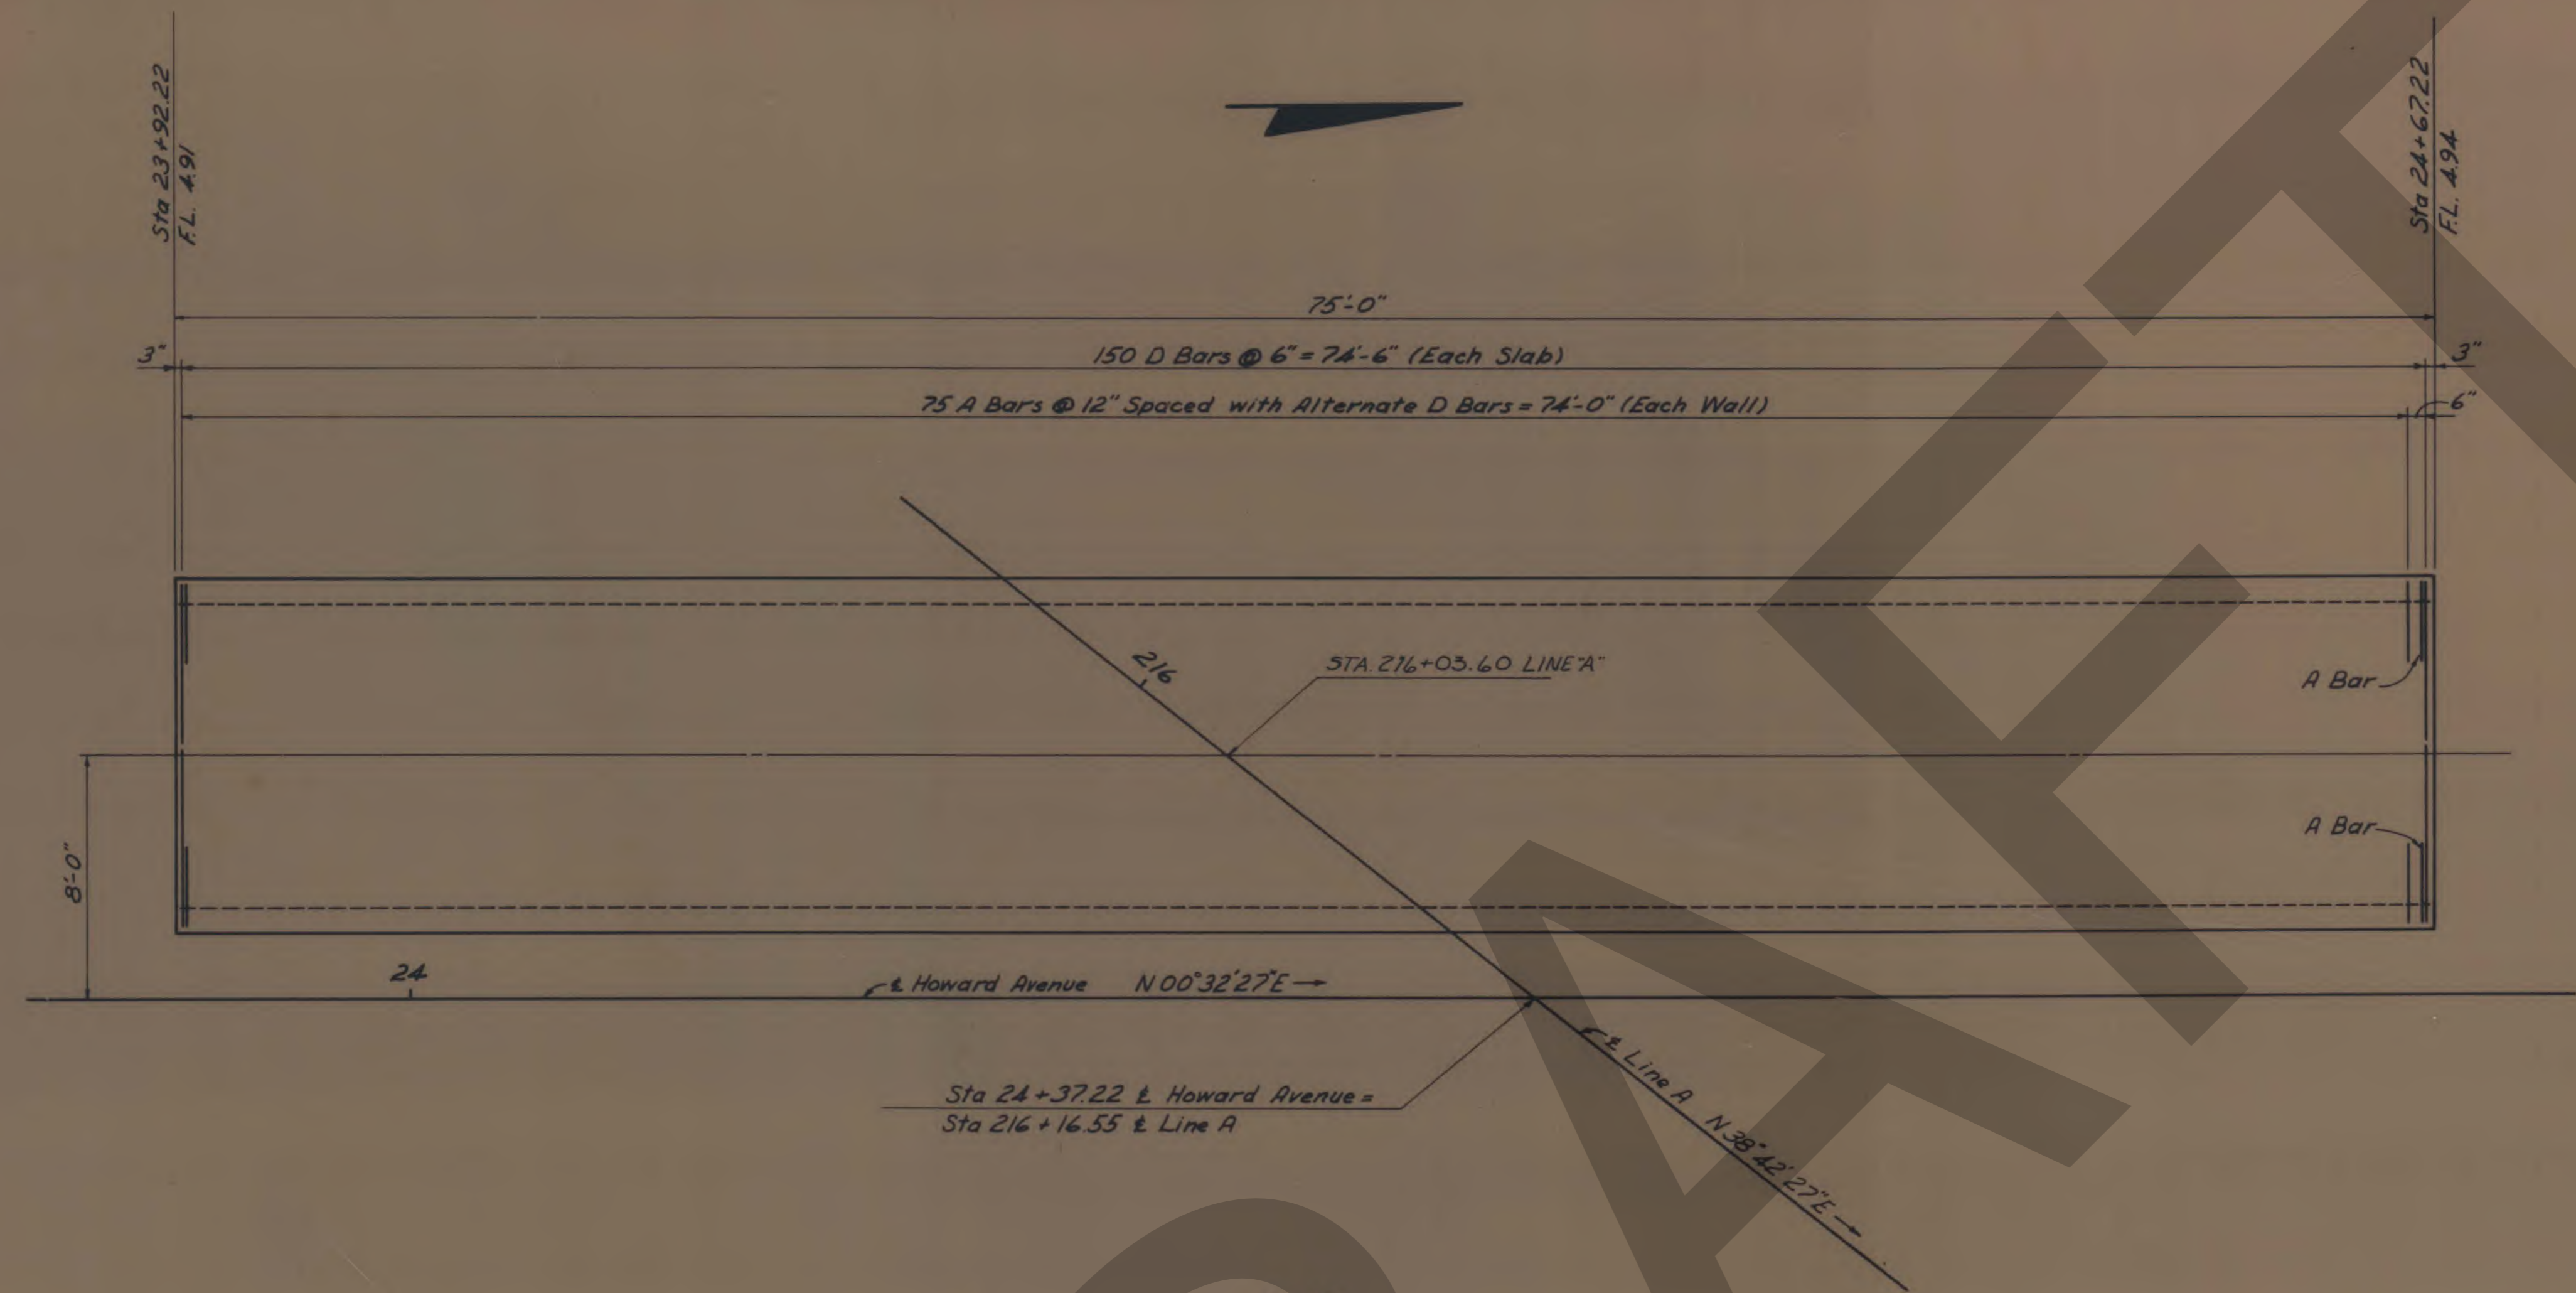 Sta 23+92.22
F.L. 4.91
Sta 24+67.22
F.L. 4.94
75'-0"
3"
150 D Bars @ 6" = 74'-6" (Each Slab)
3"
75 A Bars @ 12" Spaced with Alternate D Bars = 74'-0" (Each Wall)
6"
216
STA. 216+03.60 LINE "A"
A Bar
A Bar
8'-0"
24
℄ Howard Avenue N 00°32'27"E
Sta 24+37.22 ℄ Howard Avenue =
Sta 216+16.55 ℄ Line A
℄ Line A N 38°42'27"E